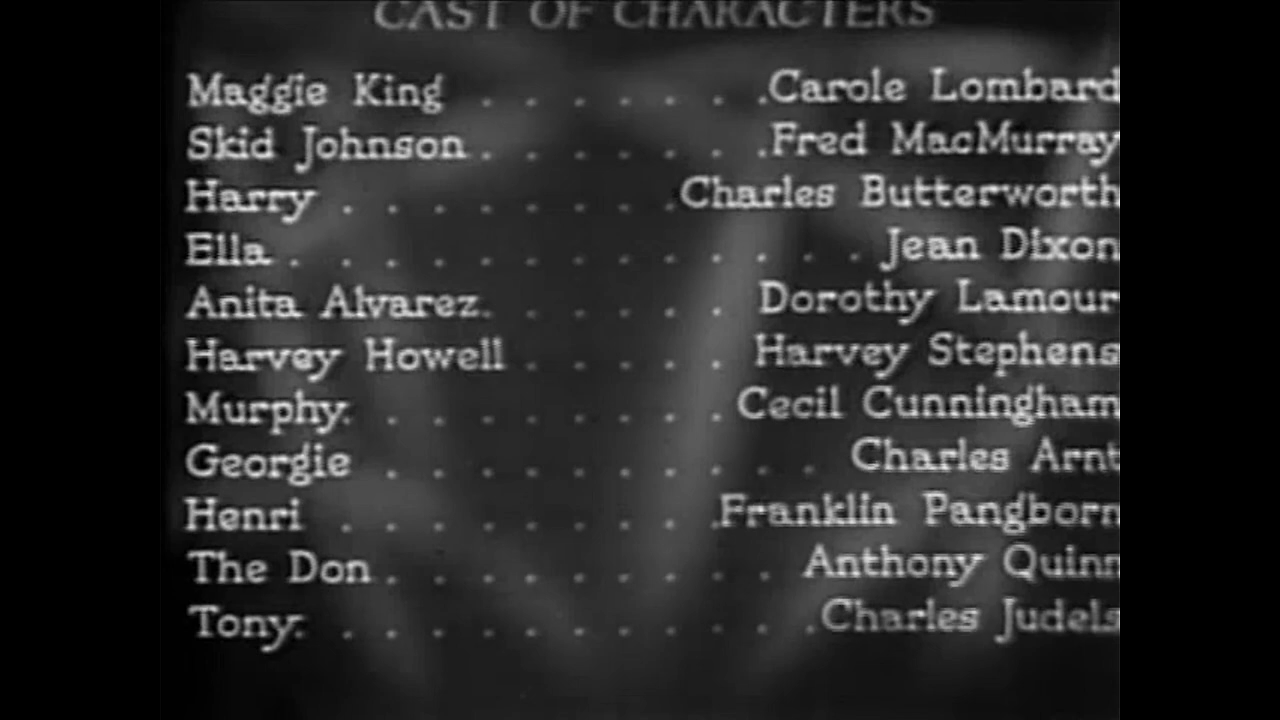 CAST OF CHARACTERS
Maggie King . . . . . . .Carole Lombard
Skid Johnson . . . . . . .Fred MacMurray
Harry . . . . . . . .Charles Butterworth
Ella . . . . . . . . . . . . . Jean Dixon
Anita Alvarez. . . . . . Dorothy Lamour
Harvey Howell . . . . . Harvey Stephens
Murphy. . . . . . . . . Cecil Cunningham
Georgie . . . . . . . . . . Charles Arnt
Henri . . . . . . . . .Franklin Pangborn
The Don . . . . . . . . . Anthony Quinn
Tony. . . . . . . . . . . .Charles Judels